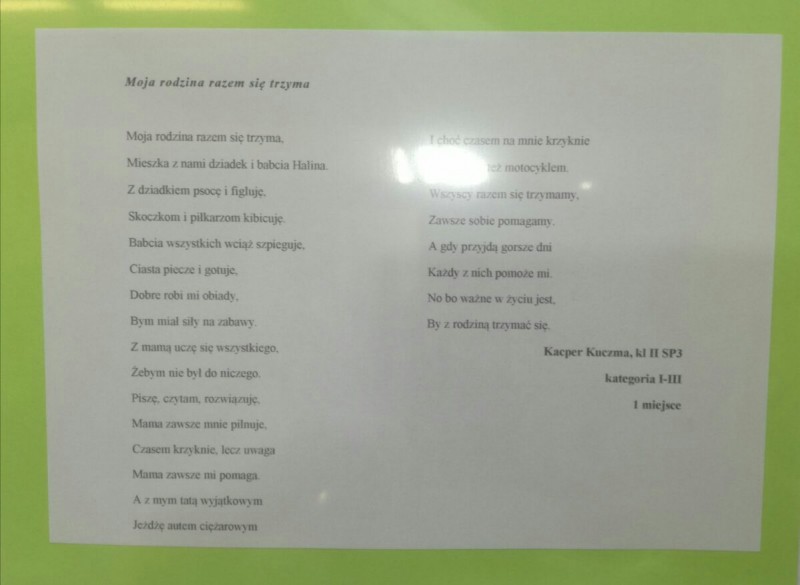 Moja rodzina razem się trzyma
Moja rodzina razem się trzyma,
Mieszka z nami dziadek i babcia Halina.
Z dziadkiem psocę i figluję,
Skoczkom i piłkarzom kibicuję.
Babcia wszystkich wciąż szpieguje,
Ciasta piecze i gotuje,
Dobre robi mi obiady,
Bym miał siły na zabawy.
Z mamą uczę się wszystkiego,
Żebym nie był do niczego.
Piszę, czytam, rozwiązuję,
Mama zawsze mnie pilnuje,
Czasem krzyknie, lecz uwaga
Mama zawsze mi pomaga.
A z mym tatą wyjątkowym
Jeżdżę autem ciężarowym
I choć czasem na mnie krzyknie
też motocyklem.
Wszyscy razem się trzymamy,
Zawsze sobie pomagamy.
A gdy przyjdą gorsze dni
Każdy z nich pomoże mi.
No bo ważne w życiu jest,
By z rodziną trzymać się.
Kacper Kuczma, kl II SP3
kategoria I-III
1 miejsce